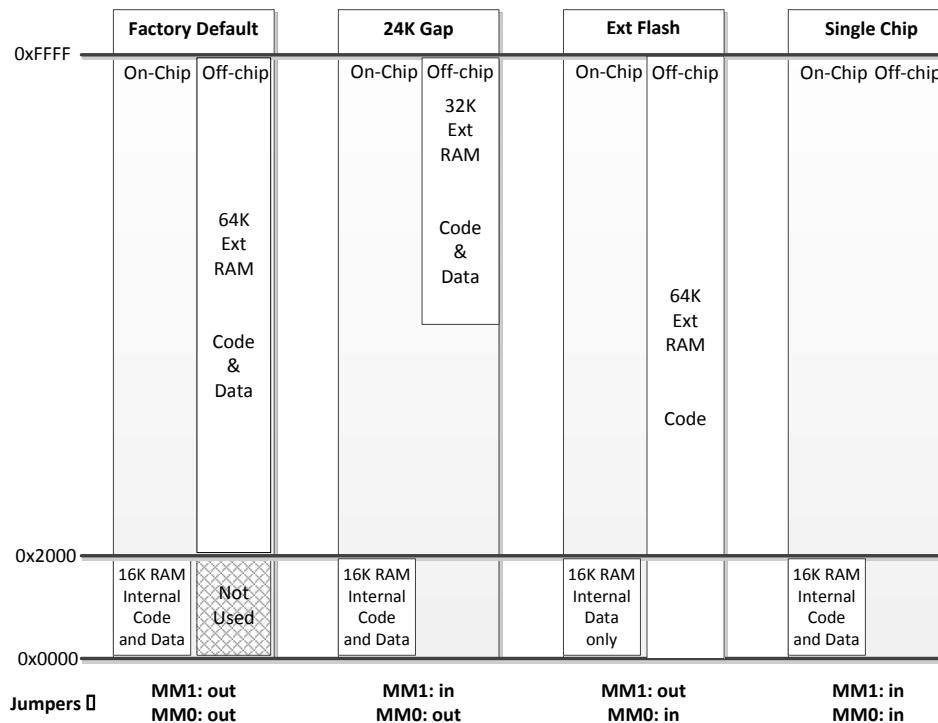 Factory Default
24K Gap
Ext Flash
Single Chip
0xFFFF
On-Chip Off-chip
On-Chip Off-chip
On-Chip Off-chip
On-Chip Off-chip
64K
Ext
RAM
Code
&
Data
32K
Ext
RAM
Code
&
Data
64K
Ext
RAM
Code
0x2000
16K RAM
Internal
Code
and Data
Not
Used
16K RAM
Internal
Code
and Data
16K RAM
Internal
Data
only
16K RAM
Internal
Code
and Data
0x0000
Jumpers ▯
MM1: out
MM0: out
MM1: in
MM0: out
MM1: out
MM0: in
MM1: in
MM0: in